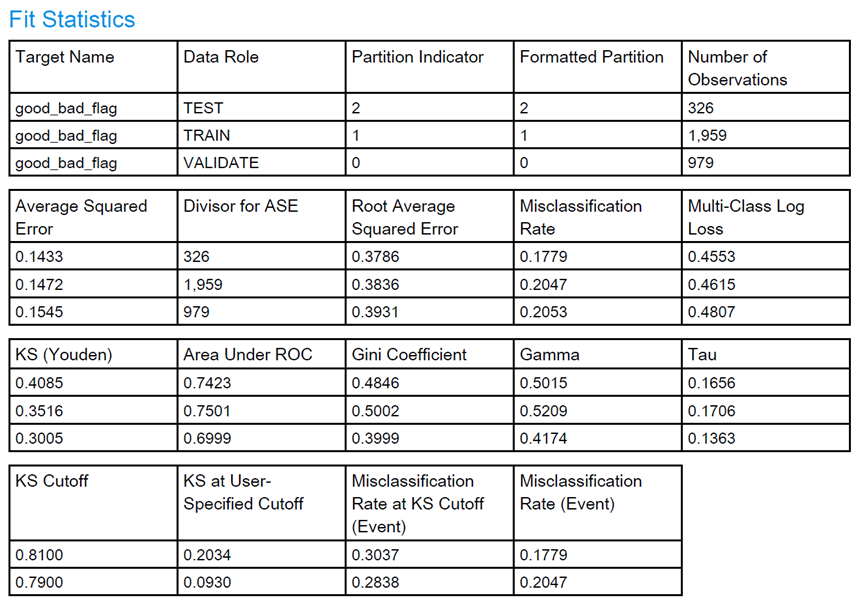 Fit Statistics
Target Name Data Role Partition Indicator Formatted Partition Number of Observations
good_bad_flag TEST 2 2 326
good_bad_flag TRAIN 1 1 1,959
good_bad_flag VALIDATE 0 0 979
Average Squared Error Divisor for ASE Root Average Squared Error Misclassification Rate Multi-Class Log Loss
0.1433 326 0.3786 0.1779 0.4553
0.1472 1,959 0.3836 0.2047 0.4615
0.1545 979 0.3931 0.2053 0.4807
KS (Youden) Area Under ROC Gini Coefficient Gamma Tau
0.4085 0.7423 0.4846 0.5015 0.1656
0.3516 0.7501 0.5002 0.5209 0.1706
0.3005 0.6999 0.3999 0.4174 0.1363
KS Cutoff KS at User-Specified Cutoff Misclassification Rate at KS Cutoff (Event) Misclassification Rate (Event)
0.8100 0.2034 0.3037 0.1779
0.7900 0.0930 0.2838 0.2047